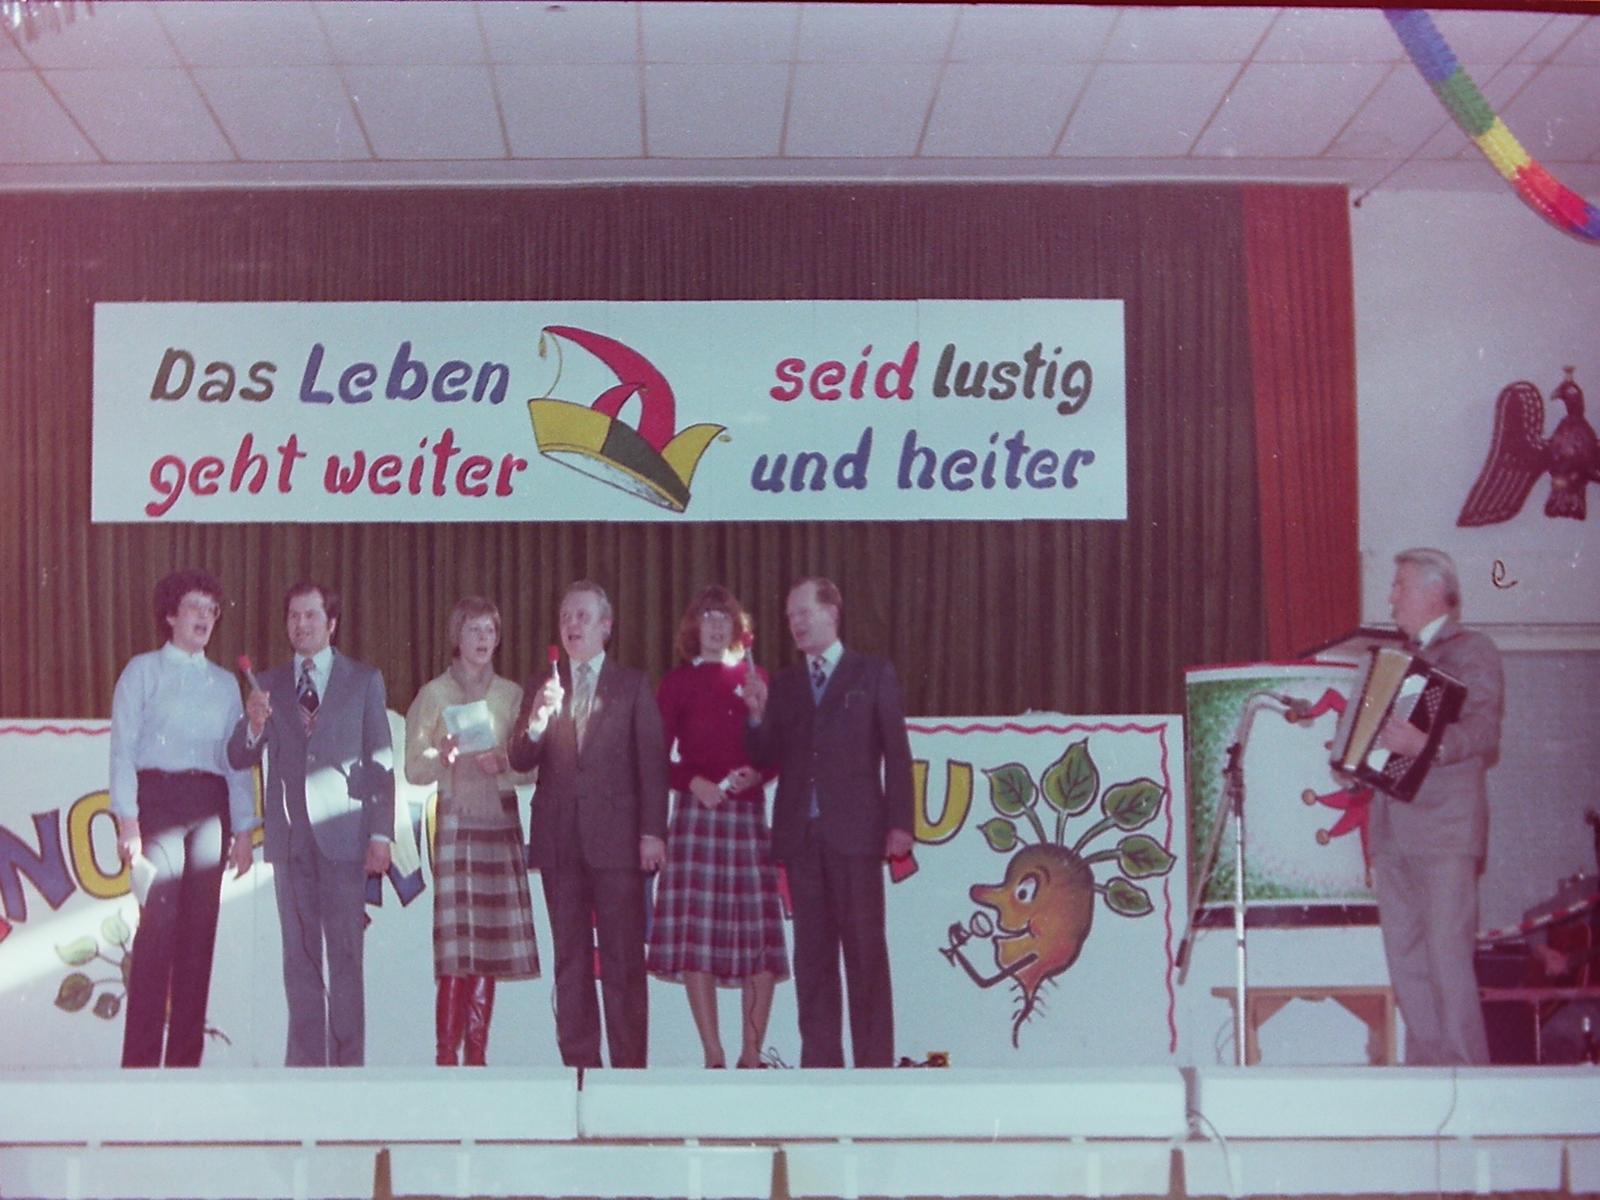 Das Leben
geht weiter
seid lustig
und heiter